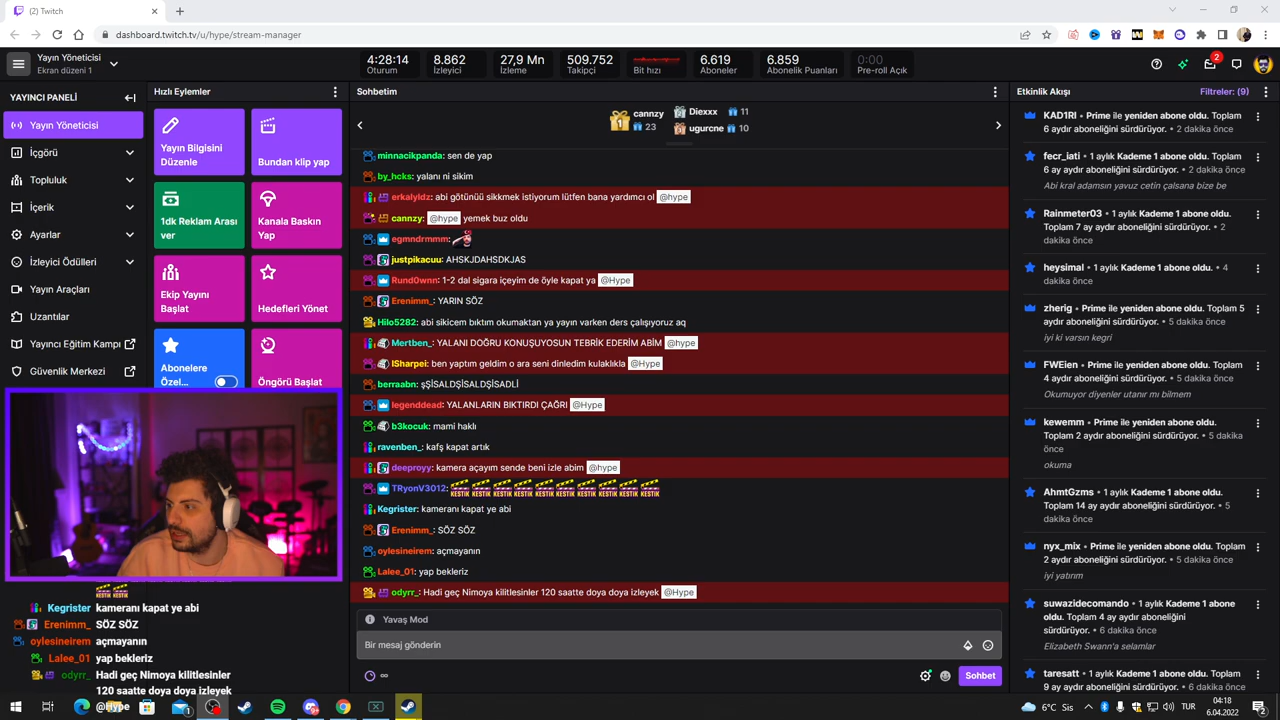 (2) Twitch
dashboard.twitch.tv/u/hype/stream-manager
Yayın Yöneticisi
Ekran düzeni 1
4:28:14
Oturum
8.862
İzleyici
27,9 Mn
İzleme
509.752
Takipçi
Bit hızı
6.619
Aboneler
6.859
Abonelik Puanları
0:00
Pre-roll Açık
2
YAYINCI PANELİ
Yayın Yöneticisi
İçgörü
Topluluk
İçerik
Ayarlar
İzleyici Ödülleri
Yayın Araçları
Uzantılar
Yayıncı Eğitim Kampı
Güvenlik Merkezi
Hızlı Eylemler
Yayın Bilgisini
Düzenle
Bundan klip yap
1dk Reklam Arası
ver
Kanala Baskın
Yap
Ekip Yayını
Başlat
Hedefleri Yönet
Abonelere
Özel...
Öngörü Başlat
Sohbetim
1
cannzy
23
Diexxx 11
ugurcne 10
minnacikpanda: sen de yap
by_hcks: yalanı ni sikim
erkalyldz: abi götünüü sikkmek istiyorum lütfen bana yardımcı ol @hype
cannzy: @hype yemek buz oldu
egmndrmmm:
justpikacuu: AHSKJDAHSDKJAS
Rund0wnn: 1-2 dal sigara içeyim de öyle kapat ya @Hype
Erenimm_: YARIN SÖZ
Hilo5282: abi sikicem bıktım okumaktan ya yayın varken ders çalışıyoruz aq
Mertben_: YALANI DOĞRU KONUŞUYOSUN TEBRİK EDERİM ABİM @hype
ISharpei: ben yaptım geldim o ara seni dinledim kulaklıkla @Hype
berraabn: şŞİSALDŞİSALDŞİSADLİ
legenddead: YALANLARIN BIKTIRDI ÇAĞRI @Hype
b3kocuk: mami haklı
ravenben_: kafş kapat artık
deeproyy: kamera açayım sende beni izle abim @hype
TRyonV3012: KESTİK KESTİK KESTİK KESTİK KESTİK KESTİK KESTİK KESTİK KESTİK KESTİK
Kegrister: kameranı kapat ye abi
Erenimm_: SÖZ SÖZ
oylesineirem: açmayanın
Lalee_01: yap bekleriz
odyrr_: Hadi geç Nimoya kilitlesinler 120 saatte doya doya izleyek @Hype
Yavaş Mod
Bir mesaj gönderin
Sohbet
Etkinlik Akışı
Filtreler: (9)
KAD1RI • Prime ile yeniden abone oldu. Toplam
6 aydır aboneliğini sürdürüyor. • 2 dakika önce
fecr_iati • 1 aylık Kademe 1 abone oldu. Toplam
6 ay aydır aboneliğini sürdürüyor. • 2 dakika önce
Abi kral adamsın yavuz cetin çalsana bize be
Rainmeter03 • 1 aylık Kademe 1 abone oldu.
Toplam 7 ay aydır aboneliğini sürdürüyor. • 2
dakika önce
heysimal • 1 aylık Kademe 1 abone oldu. • 4
dakika önce
zherig • Prime ile yeniden abone oldu. Toplam 5
aydır aboneliğini sürdürüyor. • 5 dakika önce
iyi ki varsın kegri
FWEien • Prime ile yeniden abone oldu. Toplam
4 aydır aboneliğini sürdürüyor. • 5 dakika önce
Okumuyor diyenler utanır mı bilmem
kewemm • Prime ile yeniden abone oldu.
Toplam 2 aydır aboneliğini sürdürüyor. • 5 dakika
önce
okuma
AhmtGzms • 1 aylık Kademe 1 abone oldu.
Toplam 14 ay aydır aboneliğini sürdürüyor. • 5
dakika önce
nyx_mix • Prime ile yeniden abone oldu. Toplam
2 aydır aboneliğini sürdürüyor. • 5 dakika önce
iyi yatırım
suwazidecomando • 1 aylık Kademe 1 abone
oldu. Toplam 4 ay aydır aboneliğini
sürdürüyor. • 6 dakika önce
Elizabeth Swann'a selamlar
taresatt • 1 aylık Kademe 1 abone oldu. Toplam
9 ay aydır aboneliğini sürdürüyor. • 6 dakika önce
Kegrister kameranı kapat ye abi
Erenimm_: SÖZ SÖZ
oylesineirem: açmayanın
Lalee_01: yap bekleriz
odyrr_: Hadi geç Nimoya kilitlesinler
120 saatte doya doya izleyek
@Hype
1
6°C Sis
TUR
04:18
6.04.2022
2